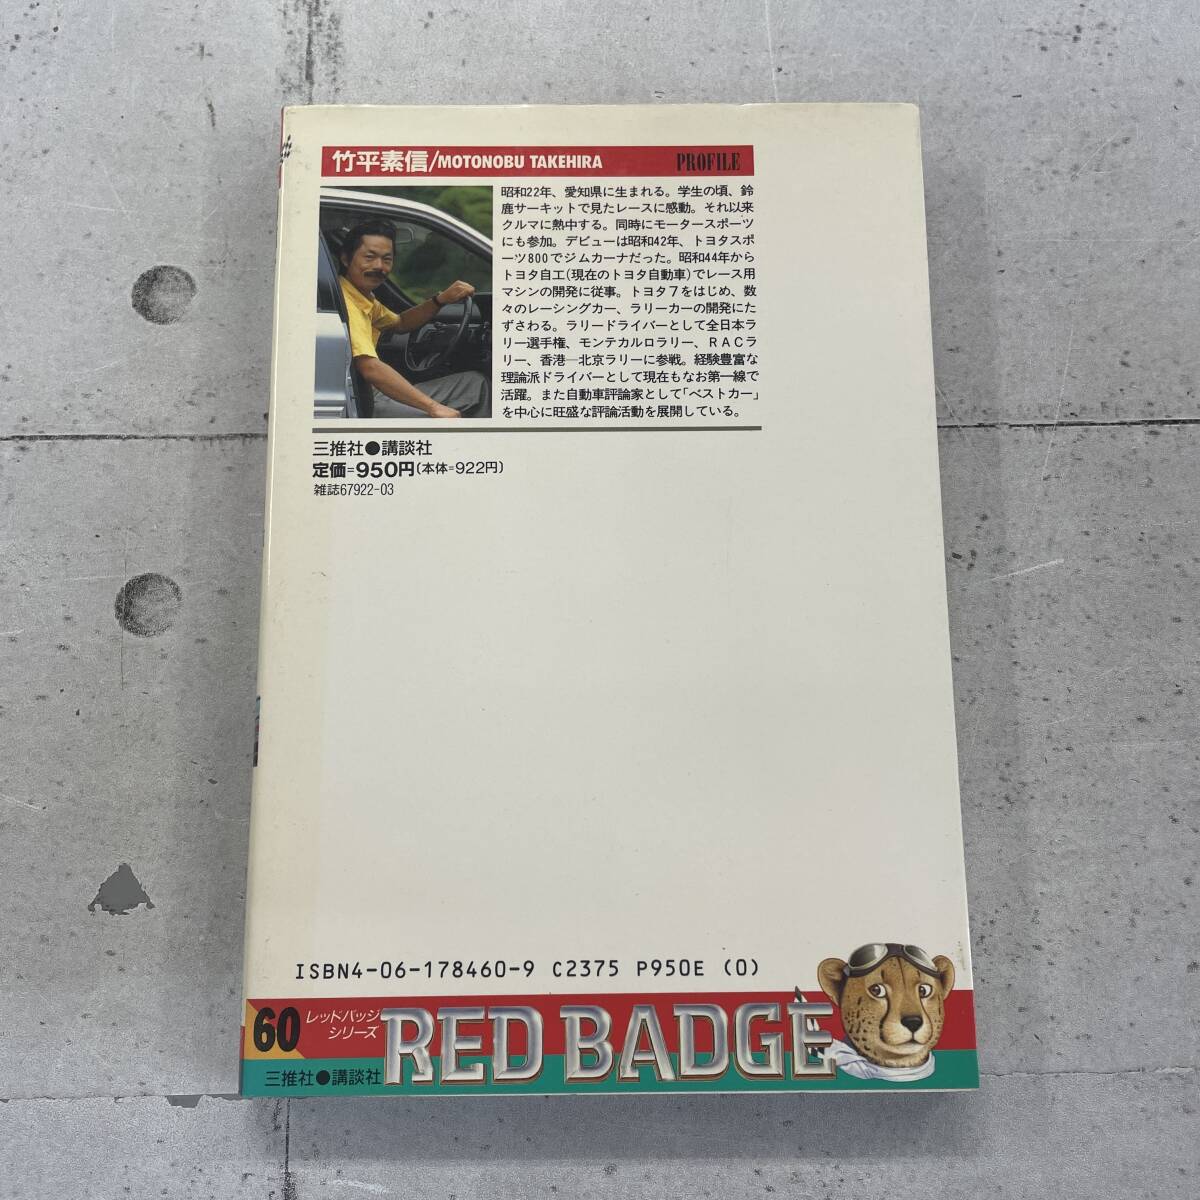 竹平素信/MOTONOBU TAKEHIRA PROFILE
昭和22年、愛知県に生まれる。学生の頃、鈴
鹿サーキットで見たレースに感動。それ以来
クルマに熱中する。同時にモータースポーツ
にも参加。デビューは昭和42年、トヨタスポ
ーツ800でジムカーナだった。昭和44年から
トヨタ自工(現在のトヨタ自動車)でレース用
マシンの開発に従事。トヨタ7をはじめ、数
々のレーシングカー、ラリーカーの開発にた
ずさわる。ラリードライバーとして全日本ラ
リー選手権、モンテカルロラリー、RACラ
リー、香港―北京ラリーに参戦。経験豊富な
理論派ドライバーとして現在もなお第一線で
活躍。また自動車評論家として「ベストカー」
を中心に旺盛な評論活動を展開している。
三推社●講談社
定価=950円(本体=922円)
雑誌67922-03
ISBN4-06-178460-9 C2375 P950E (0)
60
レッドバッジ
シリーズ
RED BADGE
三推社●講談社